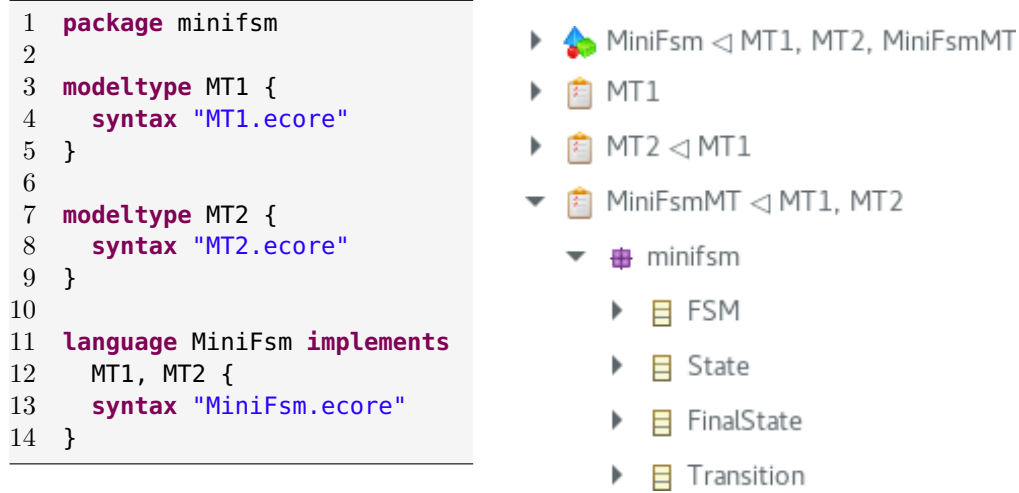 1 package minifsm
2
3 modeltype MT1 {
4   syntax "MT1.ecore"
5 }
6
7 modeltype MT2 {
8   syntax "MT2.ecore"
9 }
10
11 language MiniFsm implements
12   MT1, MT2 {
13   syntax "MiniFsm.ecore"
14 }
MiniFsm ◁ MT1, MT2, MiniFsmMT
MT1
MT2 ◁ MT1
MiniFsmMT ◁ MT1, MT2
minifsm
FSM
State
FinalState
Transition